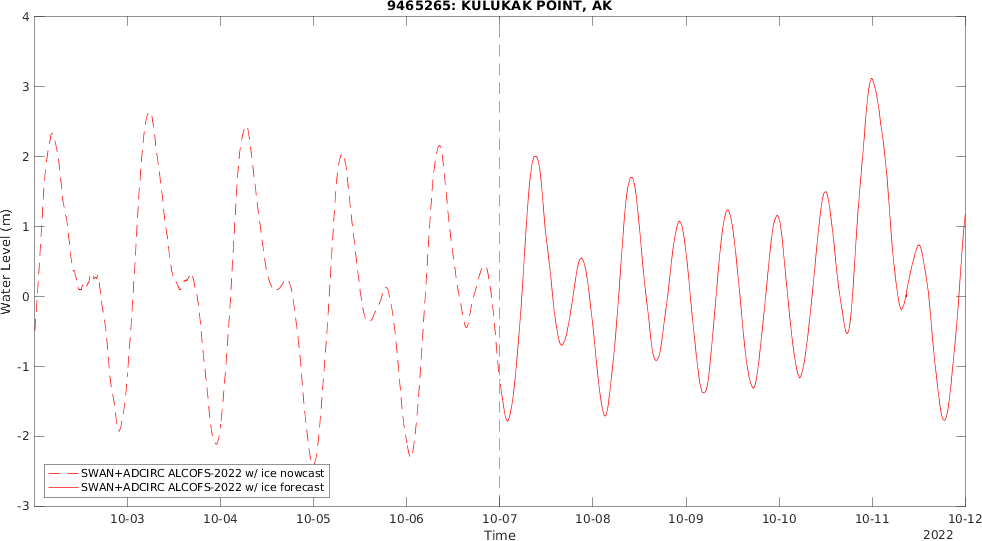 9465265: KULUKAK POINT, AK
4
3
2
1
0
-1
-2
-3
Water Level (m)
SWAN+ADCIRC ALCOFS-2022 w/ ice nowcast
SWAN+ADCIRC ALCOFS-2022 w/ ice forecast
10-03 10-04 10-05 10-06 10-07 10-08 10-09 10-10 10-11 10-12
Time
2022